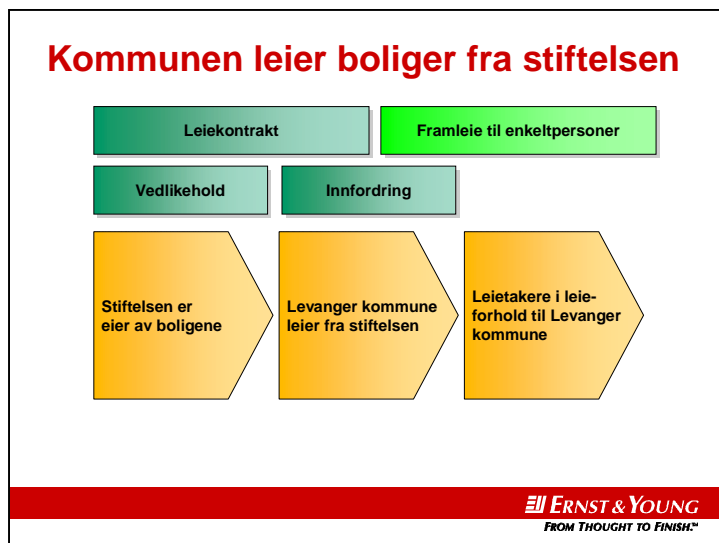 Kommunen leier boliger fra stiftelsen
Leiekontrakt
Framleie til enkeltpersoner
Vedlikehold
Innfordring
Stiftelsen er
eier av boligene
Levanger kommune
leier fra stiftelsen
Leietakere i leie-
forhold til Levanger
kommune
ERNST & YOUNG
FROM THOUGHT TO FINISH.™